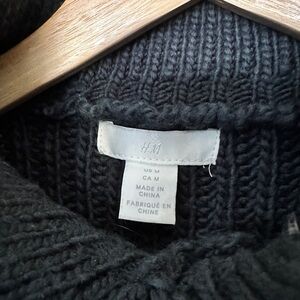 H&M
US M
CA M
MADE IN
CHINA
FABRIQUÉ EN
CHINE